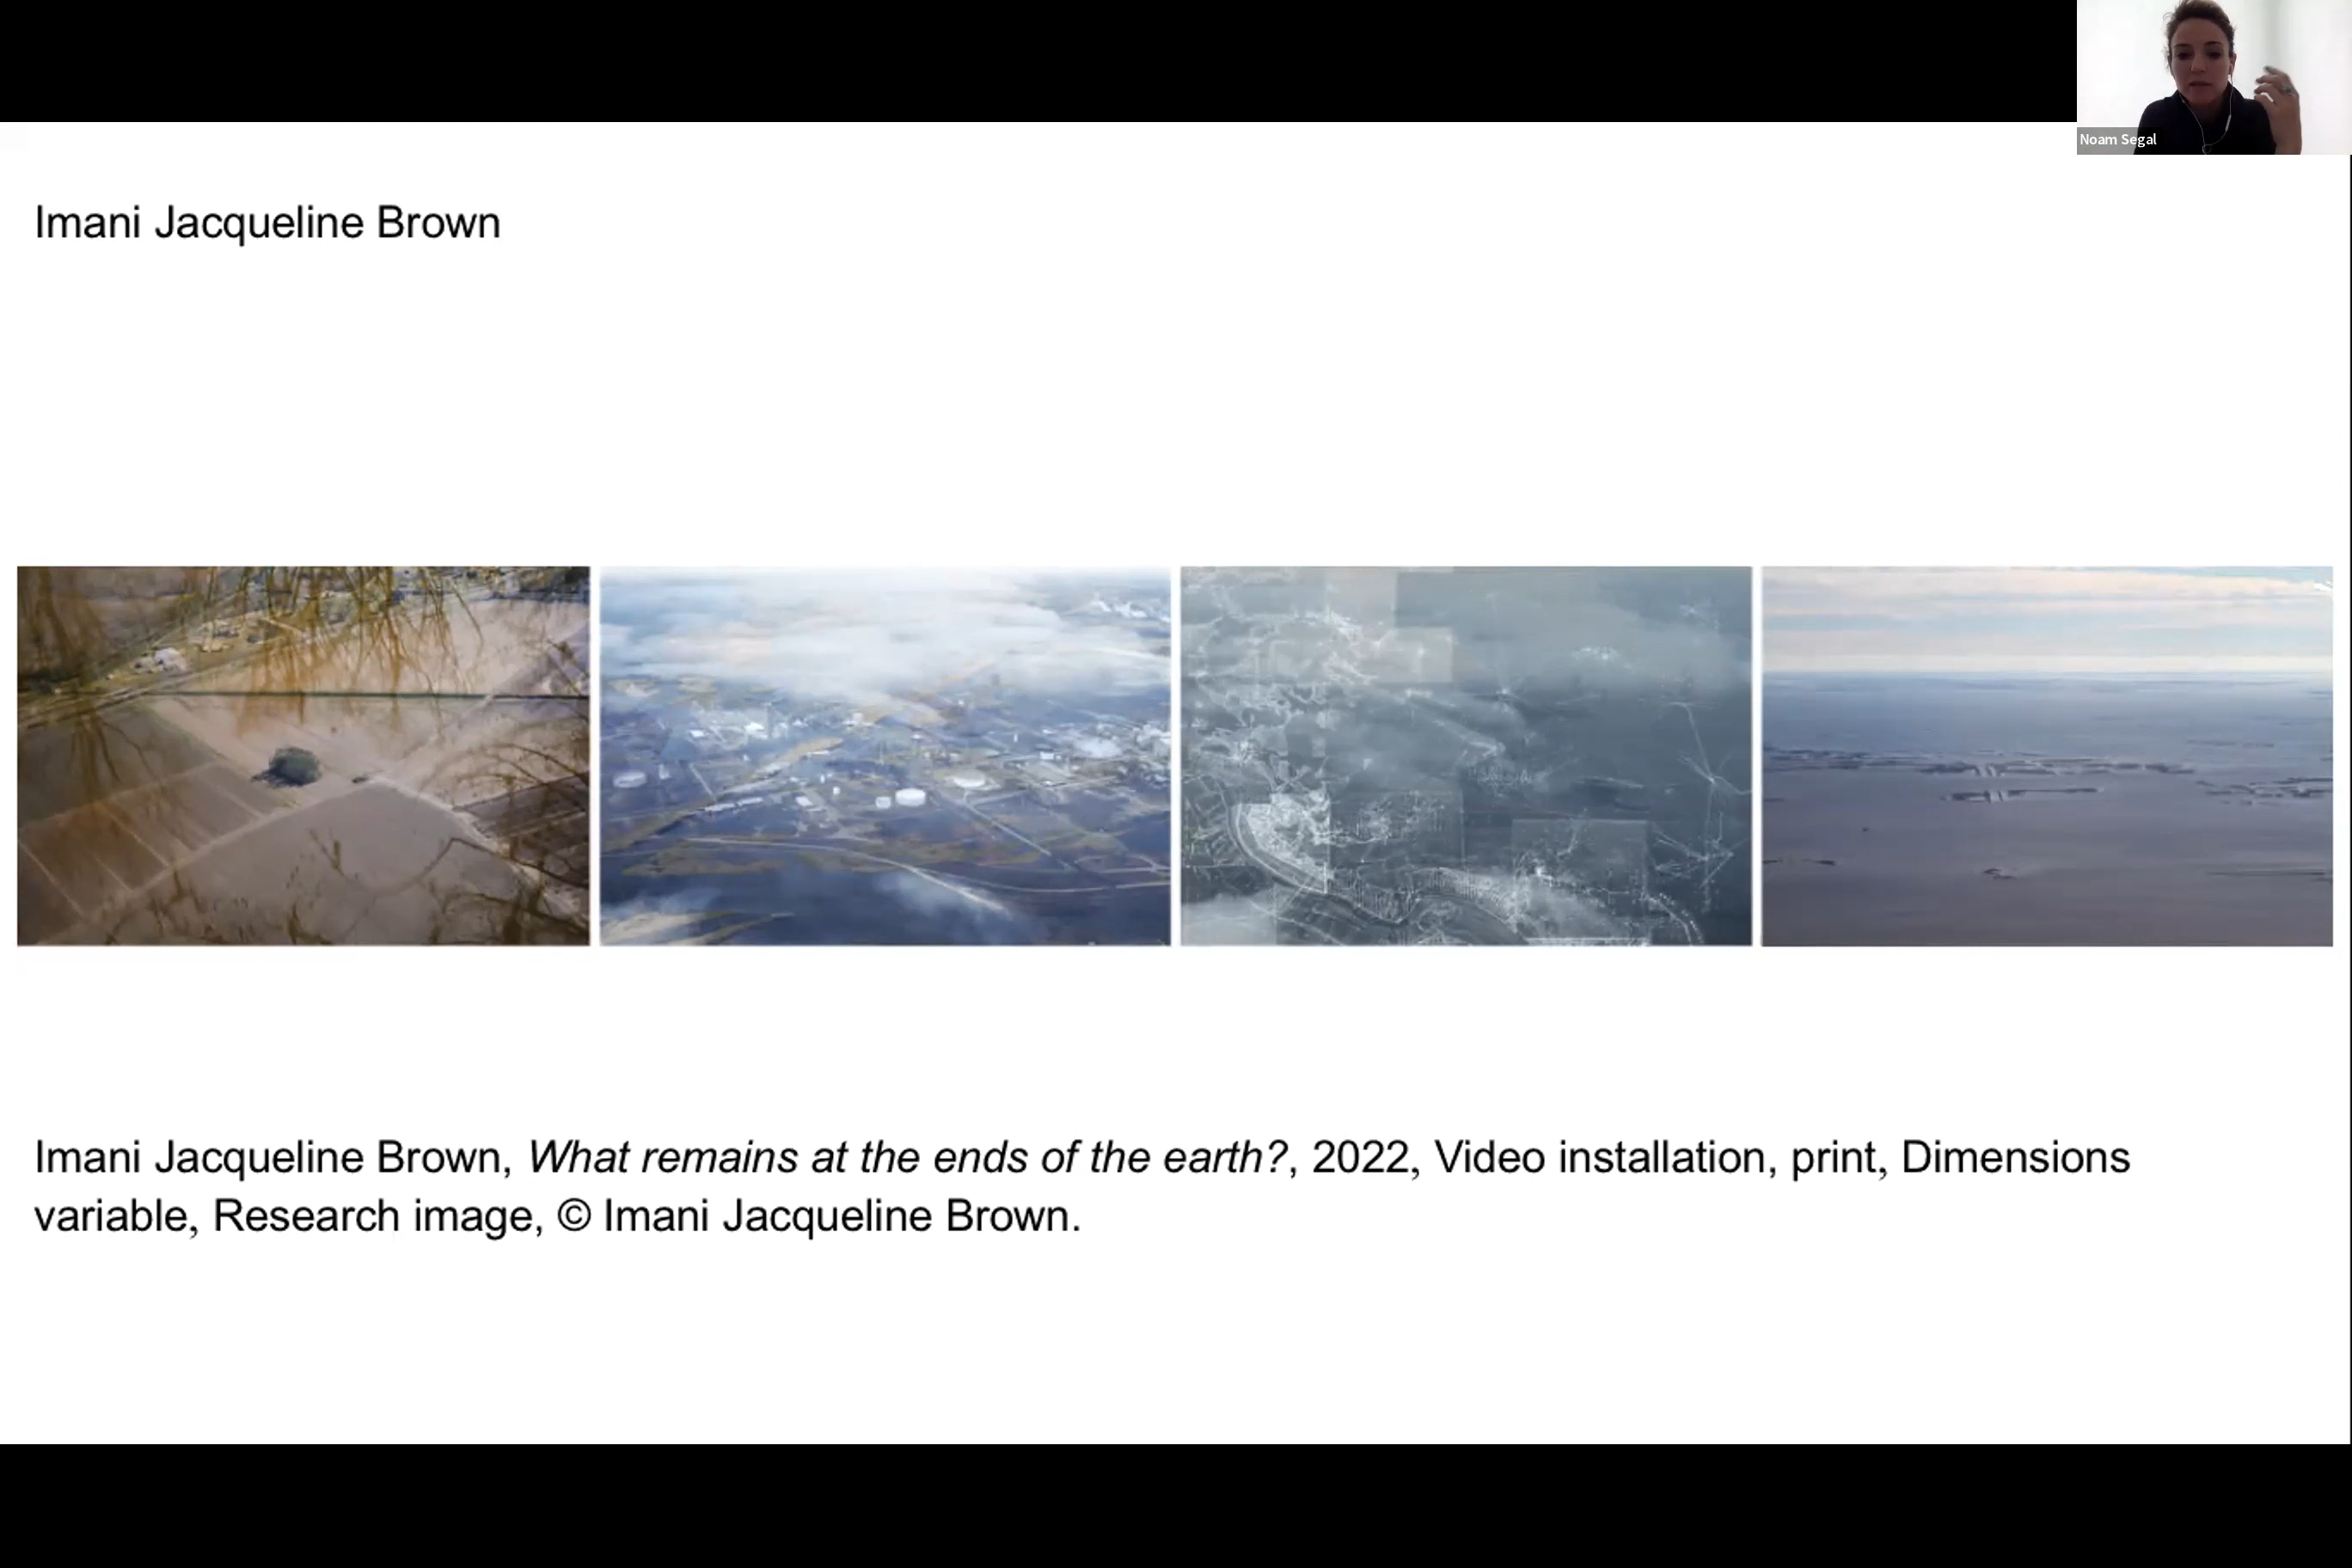 Noam Segal
Imani Jacqueline Brown
Imani Jacqueline Brown, What remains at the ends of the earth?, 2022, Video installation, print, Dimensions
variable, Research image, © Imani Jacqueline Brown.